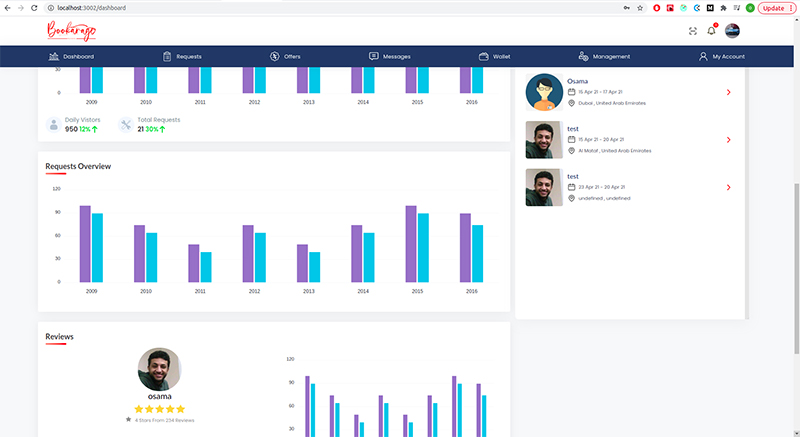 localhost:3002/dashboard
Update
Bookarago
Dashboard
Requests
Offers
Messages
Wallet
Management
My Account
30
0
2009 2010 2011 2012 2013 2014 2015 2016
Daily Vistors
950 12%
Total Requests
21 30%
Requests Overview
120
90
60
30
0
2009 2010 2011 2012 2013 2014 2015 2016
Reviews
osama
4 Stars From 234 Reviews
120
90
60
30
Osama
15 Apr 21 - 17 Apr 21
Dubai , United Arab Emirates
test
15 Apr 21 - 20 Apr 21
Al Mataf , United Arab Emirates
test
23 Apr 21 - 20 Apr 21
undefined , undefined